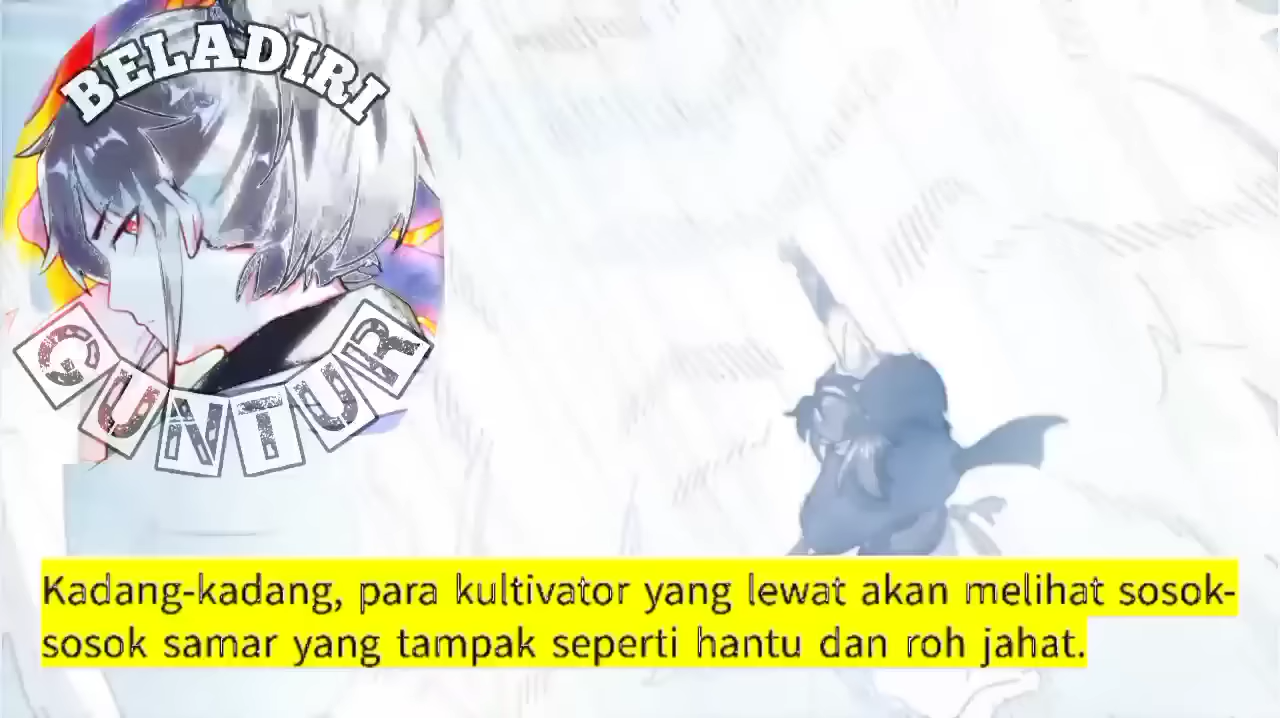 BELADIRI
GUNTUR
Kadang-kadang, para kultivator yang lewat akan melihat sosok-
sosok samar yang tampak seperti hantu dan roh jahat.